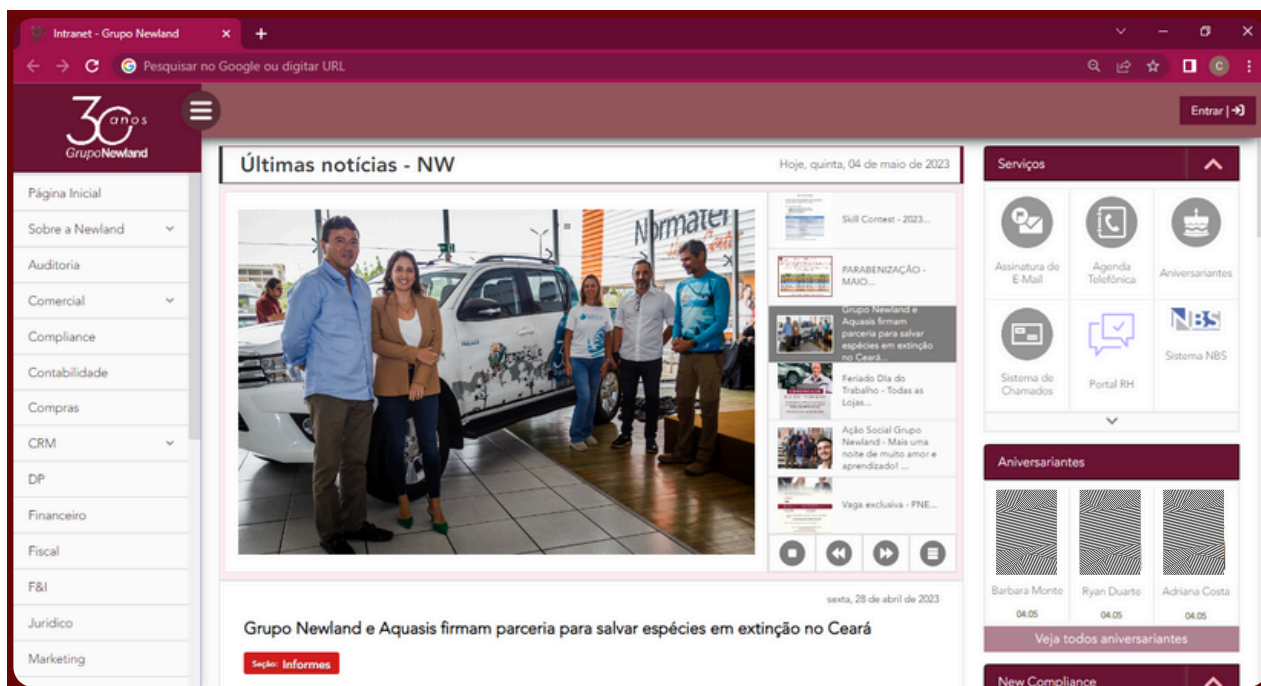 Intranet - Grupo Newland
Pesquisar no Google ou digitar URL
C
30 anos
GrupoNewland
Entrar |
Página Inicial
Sobre a Newland
Auditoria
Comercial
Compliance
Contabilidade
Compras
CRM
DP
Financeiro
Fiscal
F&I
Jurídico
Marketing
Últimas notícias - NW
Hoje, quinta, 04 de maio de 2023
Normatel
Home Center
Skill Contest - 2023...
PARABENIZAÇÃO -
MAIO...
Grupo Newland e
Aquasis firmam
parceria para salvar
espécies em extinção
no Ceará...
Feriado DIa do
Trabalho - Todas as
Lojas...
Ação Social Grupo
Newland - Mais uma
noite de muito amor e
aprendizado! ...
Vaga exclusiva - PNE...
sexta, 28 de abril de 2023
Grupo Newland e Aquasis firmam parceria para salvar espécies em extinção no Ceará
Seção: Informes
Serviços
Assinatura de
E-Mail
Agenda
Telefônica
Aniversariantes
Sistema de
Chamados
Portal RH
NBS
Sistema NBS
Aniversariantes
Barbara Monte
04.05
Ryan Duarte
04.05
Adriana Costa
04.05
Veja todos aniversariantes
New Compliance